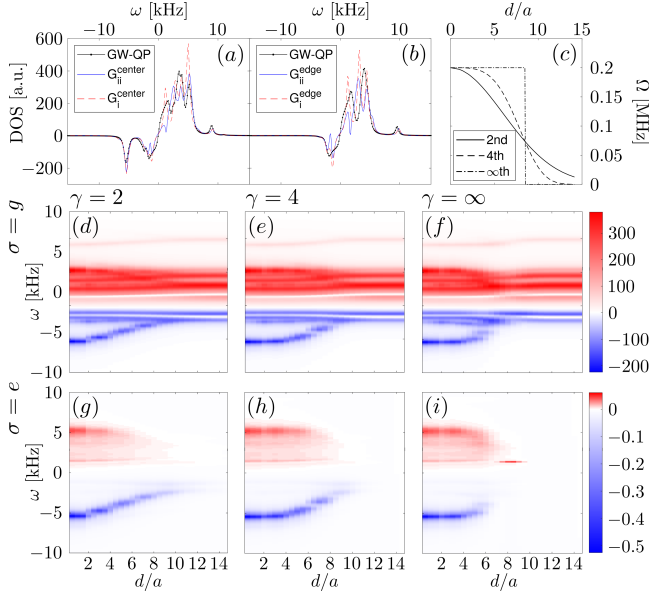 ω [kHz] ω [kHz] d/a
−10 0 10 −10 0 10 0 5 10 15
600
400
200
0
−200
DOS [a.u.]
GW-QP
G_ii^center
G_i^center
(a)
GW-QP
G_ii^edge
G_i^edge
(b)
(c)
2nd
4th
∞th
0.2
0.15
0.1
0.05
0
Ω [MHz]
γ = 2 γ = 4 γ = ∞
σ = g
10
5
0
−5
−10
ω [kHz]
(d) (e) (f)
300
200
100
0
−100
−200
σ = e
10
5
0
−5
−10
ω [kHz]
(g) (h) (i)
0
−0.1
−0.2
−0.3
−0.4
−0.5
2 4 6 8 10 12 14 2 4 6 8 10 12 14 2 4 6 8 10 12 14
d/a d/a d/a